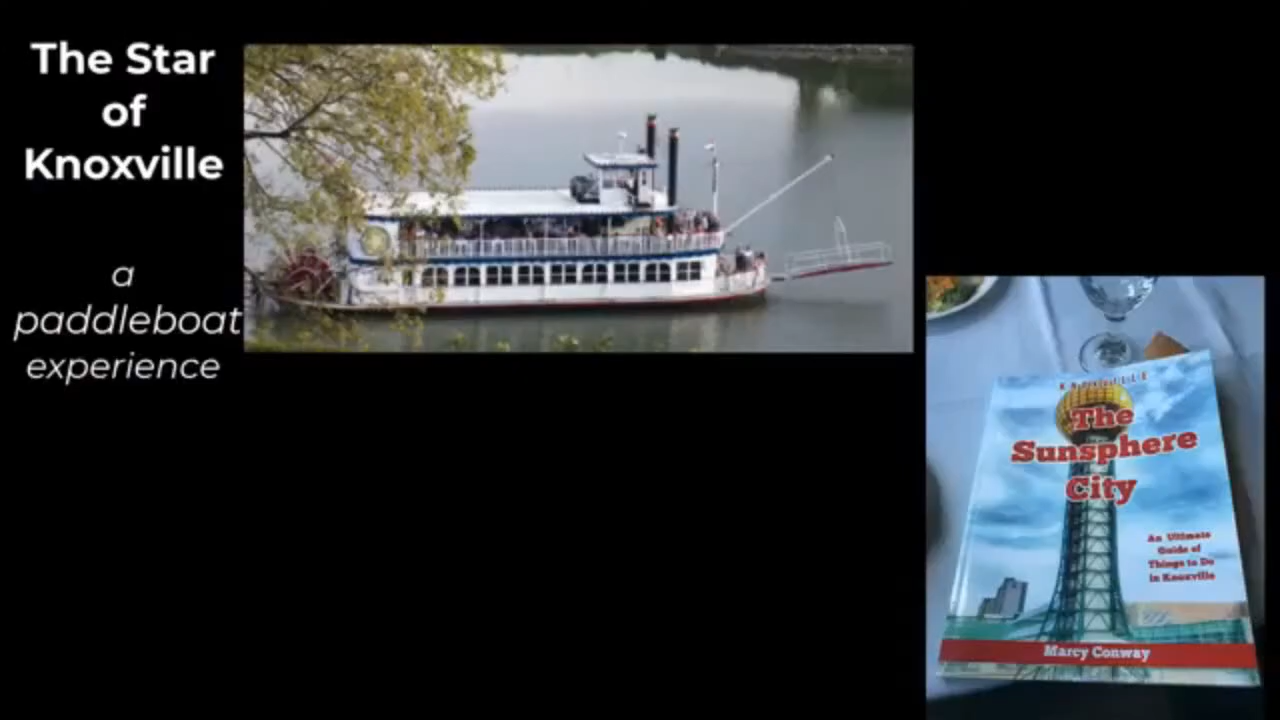 The Star
of
Knoxville
a
paddleboat
experience
KNOXVILLE
The
Sunsphere
City
An Ultimate
Guide of
Things to Do
in Knoxville
Marcy Conway